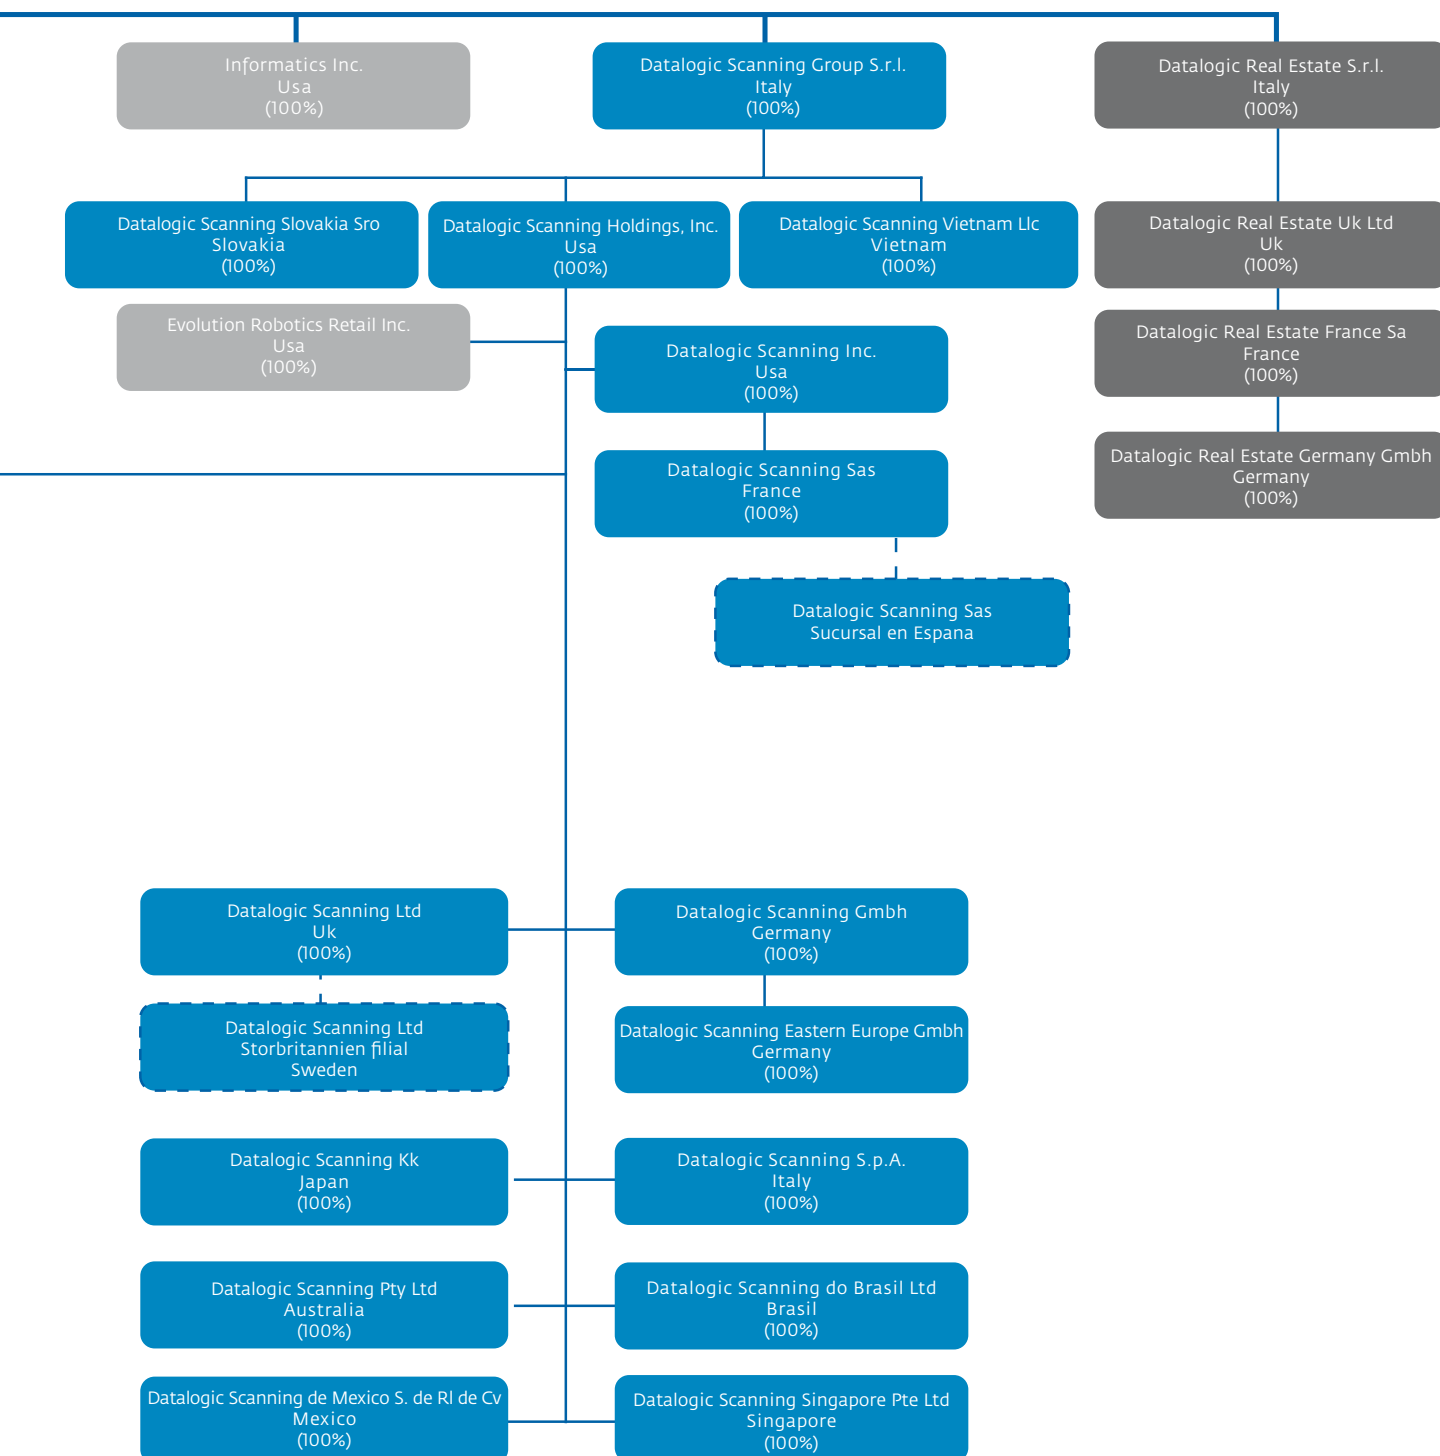 Informatics Inc.
Usa
(100%)
Datalogic Scanning Group S.r.l.
Italy
(100%)
Datalogic Real Estate S.r.l.
Italy
(100%)
Datalogic Scanning Slovakia Sro
Slovakia
(100%)
Datalogic Scanning Holdings, Inc.
Usa
(100%)
Datalogic Scanning Vietnam Llc
Vietnam
(100%)
Datalogic Real Estate Uk Ltd
Uk
(100%)
Evolution Robotics Retail Inc.
Usa
(100%)
Datalogic Scanning Inc.
Usa
(100%)
Datalogic Real Estate France Sa
France
(100%)
Datalogic Scanning Sas
France
(100%)
Datalogic Real Estate Germany Gmbh
Germany
(100%)
Datalogic Scanning Sas
Sucursal en Espana
Datalogic Scanning Ltd
Uk
(100%)
Datalogic Scanning Gmbh
Germany
(100%)
Datalogic Scanning Ltd
Storbritannien filial
Sweden
Datalogic Scanning Eastern Europe Gmbh
Germany
(100%)
Datalogic Scanning Kk
Japan
(100%)
Datalogic Scanning S.p.A.
Italy
(100%)
Datalogic Scanning Pty Ltd
Australia
(100%)
Datalogic Scanning do Brasil Ltd
Brasil
(100%)
Datalogic Scanning de Mexico S. de Rl de Cv
Mexico
(100%)
Datalogic Scanning Singapore Pte Ltd
Singapore
(100%)